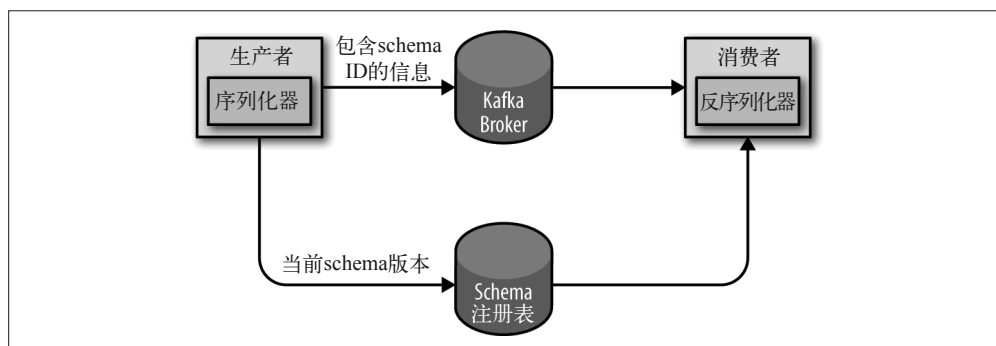 生产者
序列化器
包含schema
ID的信息
Kafka
Broker
消费者
反序列化器
当前schema版本
Schema
注册表